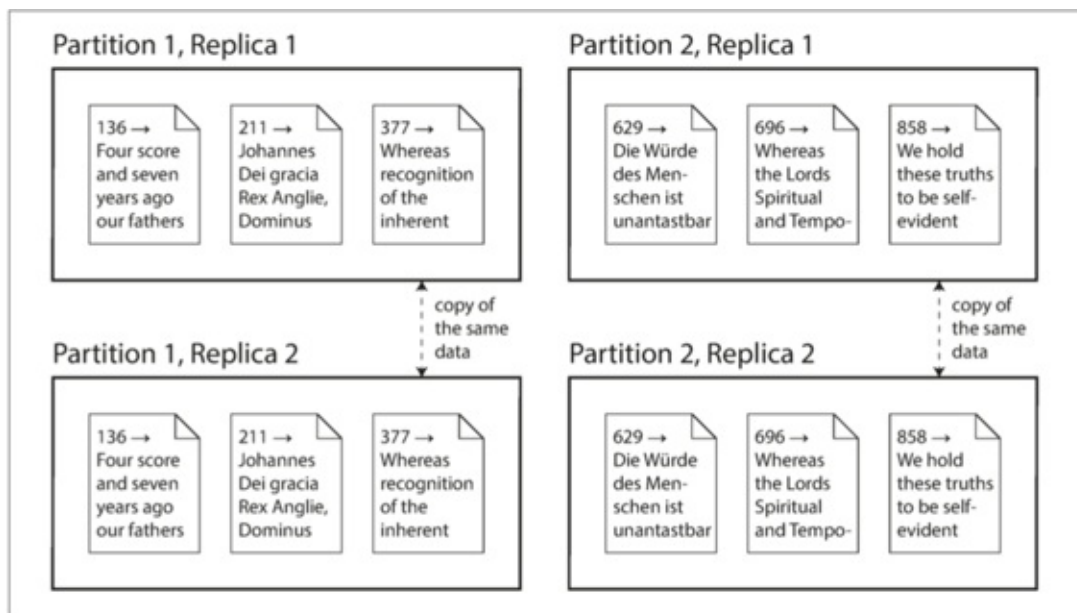 Partition 1, Replica 1
136 →
Four score
and seven
years ago
our fathers
211 →
Johannes
Dei gracia
Rex Anglie,
Dominus
377 →
Whereas
recognition
of the
inherent
Partition 2, Replica 1
629 →
Die Würde
des Men-
schen ist
unantastbar
696 →
Whereas
the Lords
Spiritual
and Tempo-
858 →
We hold
these truths
to be self-
evident
copy of
the same
data
copy of
the same
data
Partition 1, Replica 2
136 →
Four score
and seven
years ago
our fathers
211 →
Johannes
Dei gracia
Rex Anglie,
Dominus
377 →
Whereas
recognition
of the
inherent
Partition 2, Replica 2
629 →
Die Würde
des Men-
schen ist
unantastbar
696 →
Whereas
the Lords
Spiritual
and Tempo-
858 →
We hold
these truths
to be self-
evident